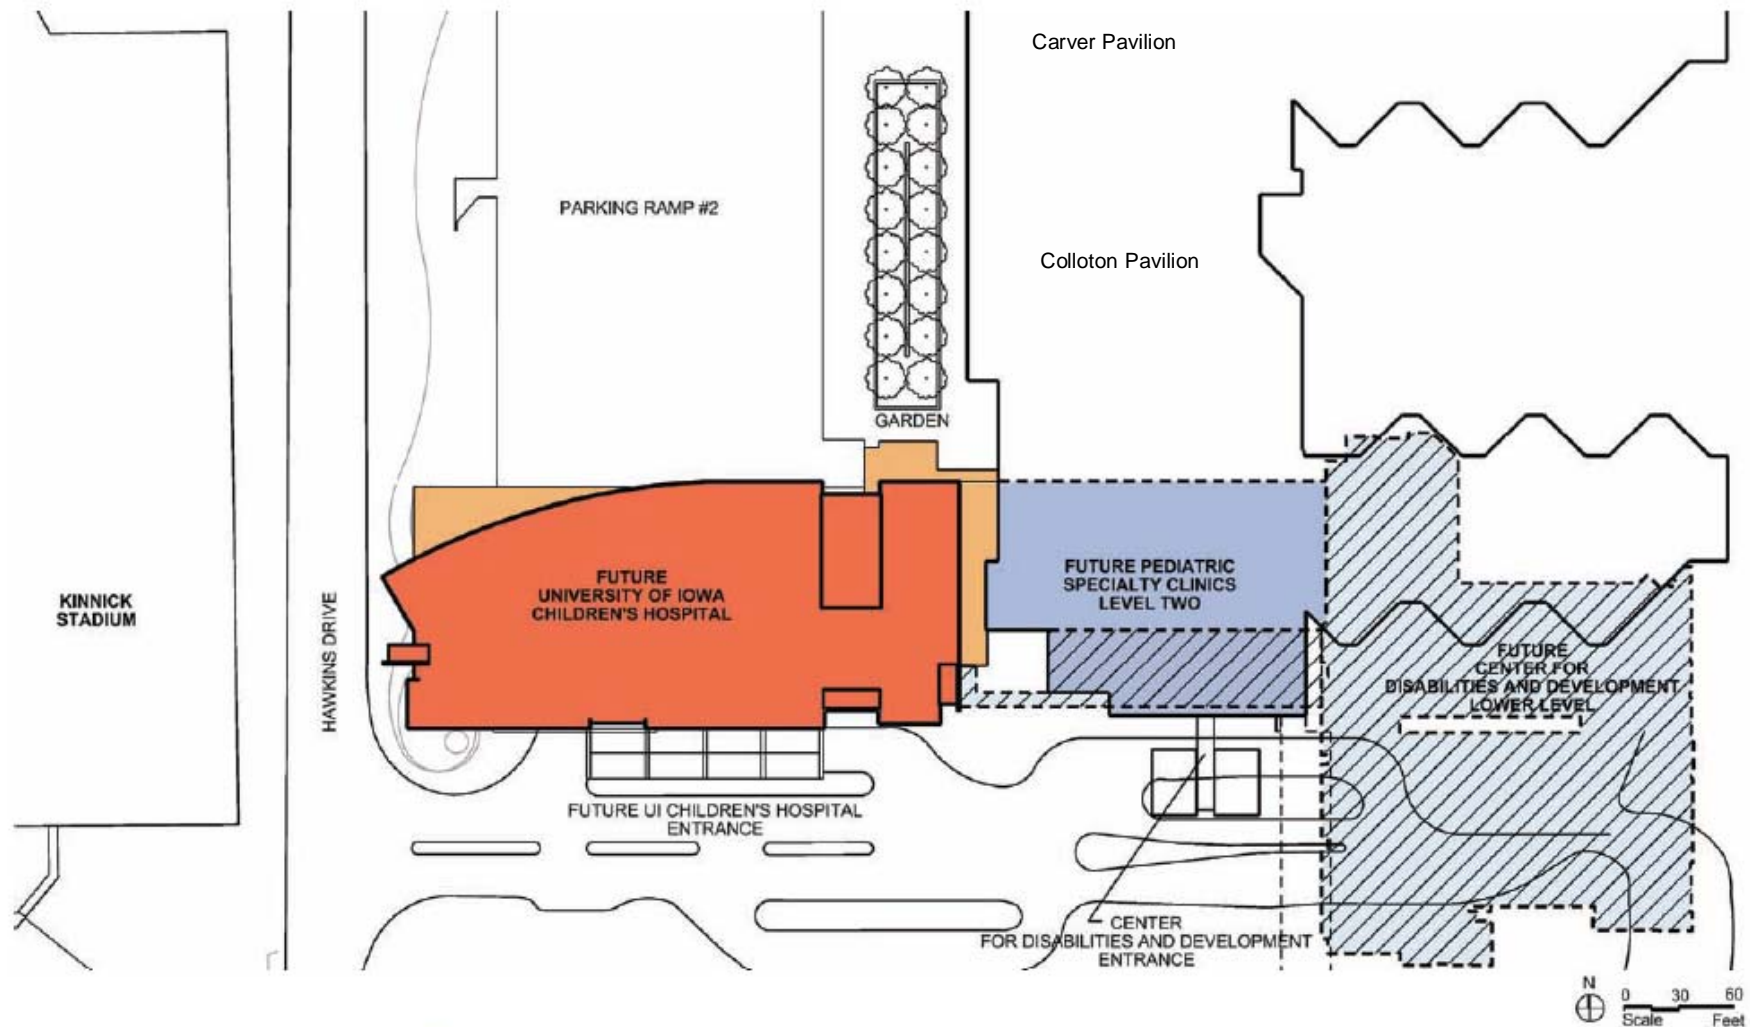 Carver Pavilion
PARKING RAMP #2
Colloton Pavilion
GARDEN
FUTURE
UNIVERSITY OF IOWA
CHILDREN'S HOSPITAL
FUTURE PEDIATRIC
SPECIALTY CLINICS
LEVEL TWO
KINNICK
STADIUM
HAWKINS DRIVE
FUTURE
CENTER FOR
DISABILITIES AND DEVELOPMENT
LOWER LEVEL
FUTURE UI CHILDREN'S HOSPITAL
ENTRANCE
CENTER
FOR DISABILITIES AND DEVELOPMENT
ENTRANCE
N
0 30 60
Scale Feet